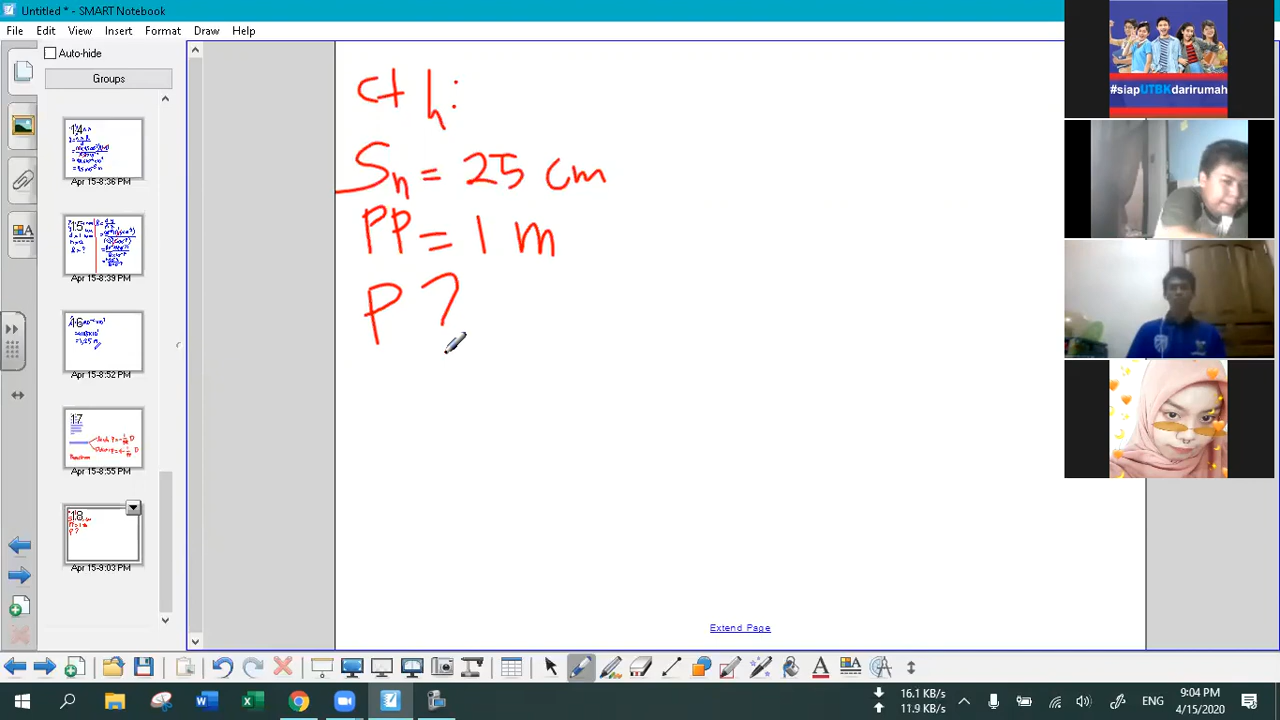 Untitled * - SMART Notebook
File Edit View Insert Format Draw Help
Auto-hide
Groups
Apr 15-8:36 PM
Apr 15-8:39 PM
Apr 15-8:52 PM
Apr 15-8:55 PM
Apr 15-9:03 PM
cth:
Sn = 25 cm
PP = 1 m
P ?
Extend Page
#siapUTBKdarirumah
16.1 KB/s
11.9 KB/s
ENG
9:04 PM
4/15/2020